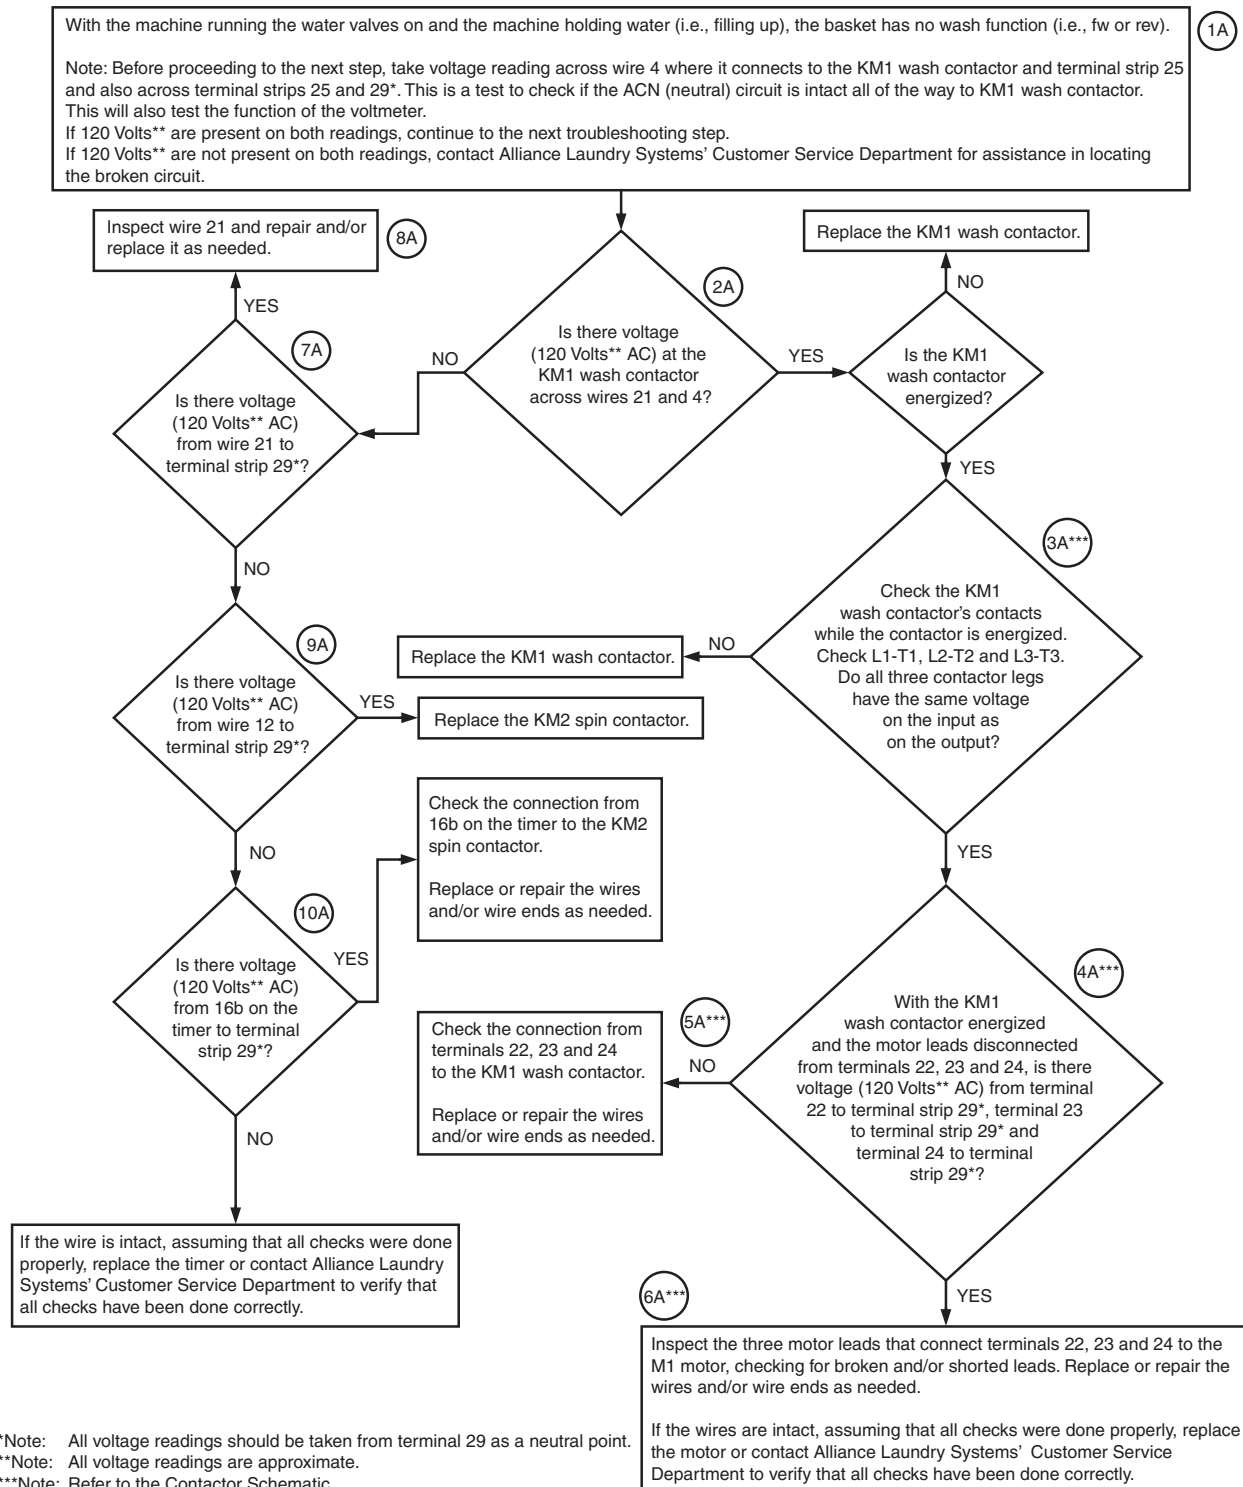 With the machine running the water valves on and the machine holding water (i.e., filling up), the basket has no wash function (i.e., fw or rev).
1A
Note: Before proceeding to the next step, take voltage reading across wire 4 where it connects to the KM1 wash contactor and terminal strip 25
and also across terminal strips 25 and 29*. This is a test to check if the ACN (neutral) circuit is intact all of the way to KM1 wash contactor.
This will also test the function of the voltmeter.
If 120 Volts** are present on both readings, continue to the next troubleshooting step.
If 120 Volts** are not present on both readings, contact Alliance Laundry Systems' Customer Service Department for assistance in locating
the broken circuit.
Inspect wire 21 and repair and/or
replace it as needed.
8A
Replace the KM1 wash contactor.
YES
2A
NO
7A
Is there voltage
(120 Volts** AC) at the
KM1 wash contactor
across wires 21 and 4?
NO
YES
Is the KM1
wash contactor
energized?
Is there voltage
(120 Volts** AC)
from wire 21 to
terminal strip 29*?
YES
NO
3A***
Check the KM1
wash contactor's contacts
while the contactor is energized.
Check L1-T1, L2-T2 and L3-T3.
Do all three contactor legs
have the same voltage
on the input as
on the output?
NO
Replace the KM1 wash contactor.
9A
Is there voltage
(120 Volts** AC)
from wire 12 to
terminal strip 29*?
YES
Replace the KM2 spin contactor.
NO
YES
Check the connection from
16b on the timer to the KM2
spin contactor.
Replace or repair the wires
and/or wire ends as needed.
10A
YES
Is there voltage
(120 Volts** AC)
from 16b on the
timer to terminal
strip 29*?
4A***
With the KM1
wash contactor energized
and the motor leads disconnected
from terminals 22, 23 and 24, is there
voltage (120 Volts** AC) from terminal
22 to terminal strip 29*, terminal 23
to terminal strip 29* and
terminal 24 to terminal
strip 29*?
5A***
NO
Check the connection from
terminals 22, 23 and 24
to the KM1 wash contactor.
Replace or repair the wires
and/or wire ends as needed.
NO
If the wire is intact, assuming that all checks were done
properly, replace the timer or contact Alliance Laundry
Systems' Customer Service Department to verify that
all checks have been done correctly.
YES
6A***
Inspect the three motor leads that connect terminals 22, 23 and 24 to the
M1 motor, checking for broken and/or shorted leads. Replace or repair the
wires and/or wire ends as needed.
If the wires are intact, assuming that all checks were done properly, replace
the motor or contact Alliance Laundry Systems' Customer Service
Department to verify that all checks have been done correctly.
*Note: All voltage readings should be taken from terminal 29 as a neutral point.
**Note: All voltage readings are approximate.
***Note: Refer to the Contactor Schematic